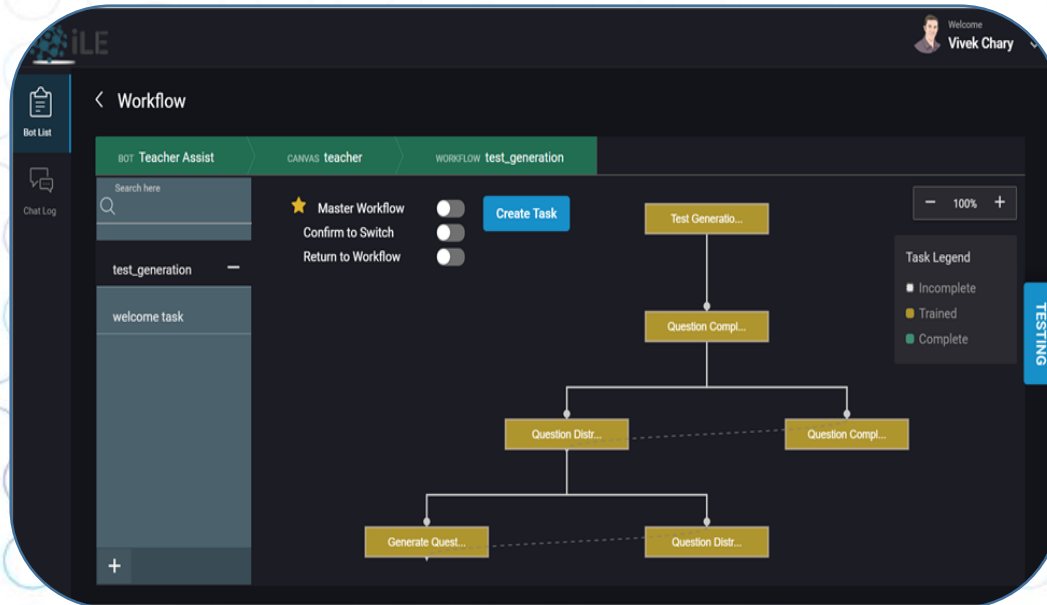 iLE
Welcome
Vivek Chary
Bot List
Chat Log
Workflow
BOT Teacher Assist
CANVAS teacher
WORKFLOW test_generation
Search here
test_generation
welcome task
+
Master Workflow
Confirm to Switch
Return to Workflow
Create Task
Test Generatio...
Question Compl...
Question Distr...
Question Compl...
Generate Quest...
Question Distr...
− 100% +
Task Legend
Incomplete
Trained
Complete
TESTING